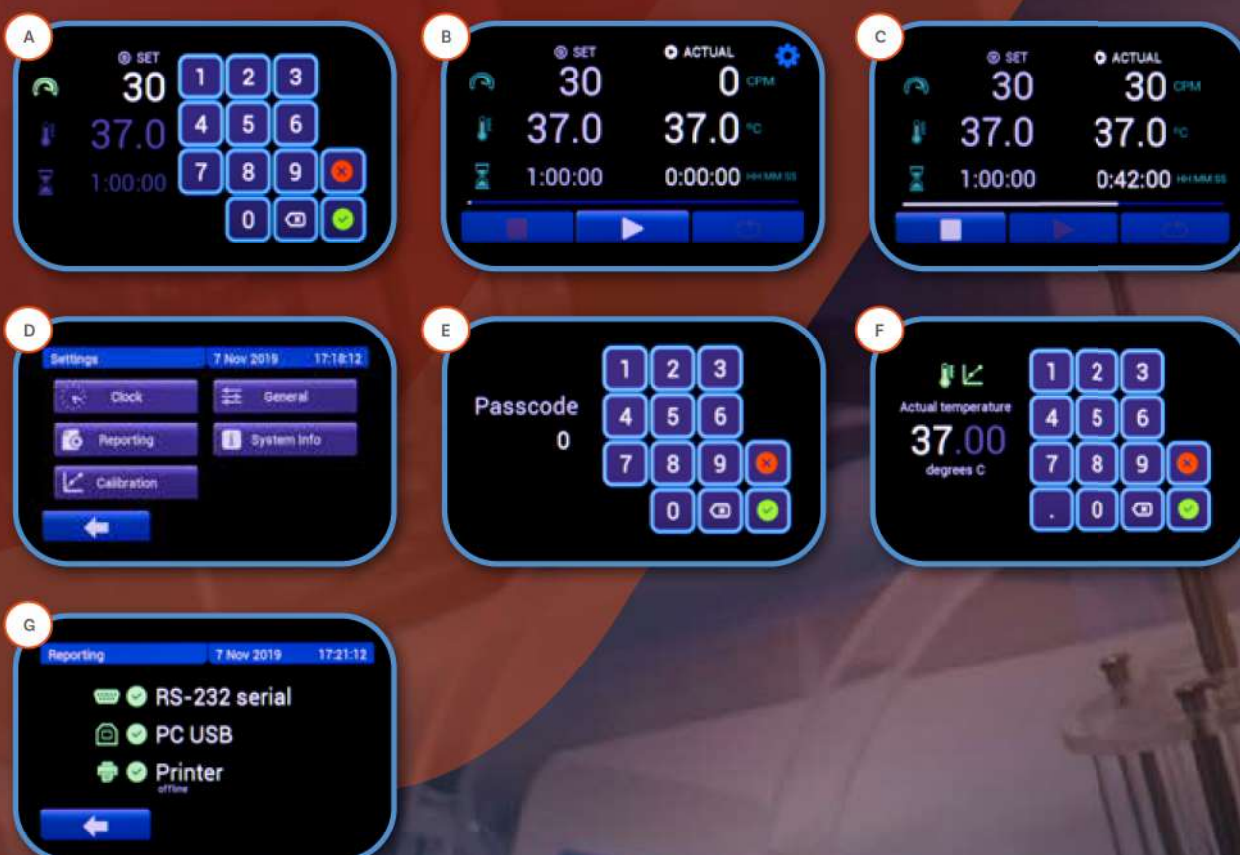 A
SET
30
37.0
1:00:00
1 2 3
4 5 6
7 8 9
0
B
SET ACTUAL
30 0 CPM
37.0 37.0 °C
1:00:00 0:00:00 HH:MM:SS
C
SET ACTUAL
30 30 CPM
37.0 37.0 °C
1:00:00 0:42:00 HH:MM:SS
D
Settings 7 Nov 2019 17:18:12
Clock General
Reporting System Info
Calibration
E
Passcode
0
1 2 3
4 5 6
7 8 9
0
F
Actual temperature
37.00
degrees C
1 2 3
4 5 6
7 8 9
. 0
G
Reporting 7 Nov 2019 17:21:12
RS-232 serial
PC USB
Printer
offline